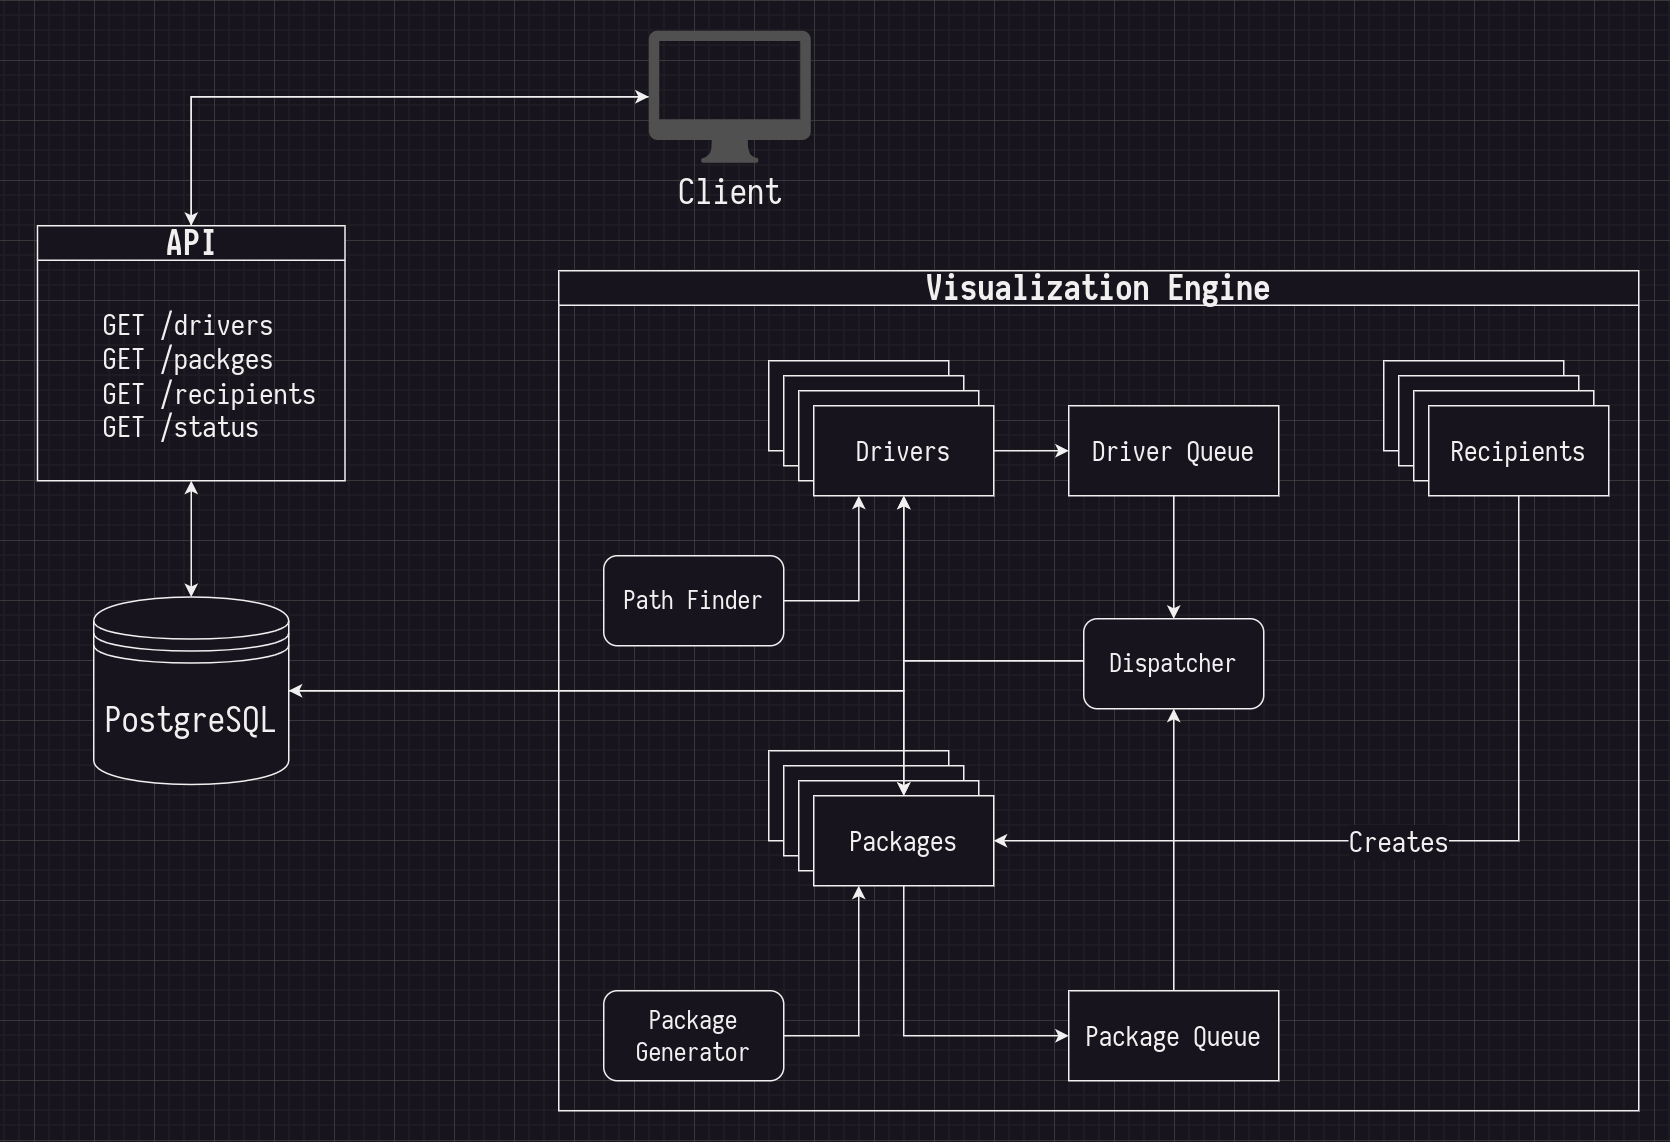 Client
API
GET /drivers
GET /packges
GET /recipients
GET /status
PostgreSQL
Visualization Engine
Drivers
Driver Queue
Recipients
Path Finder
Dispatcher
Packages
Creates
Package
Generator
Package Queue